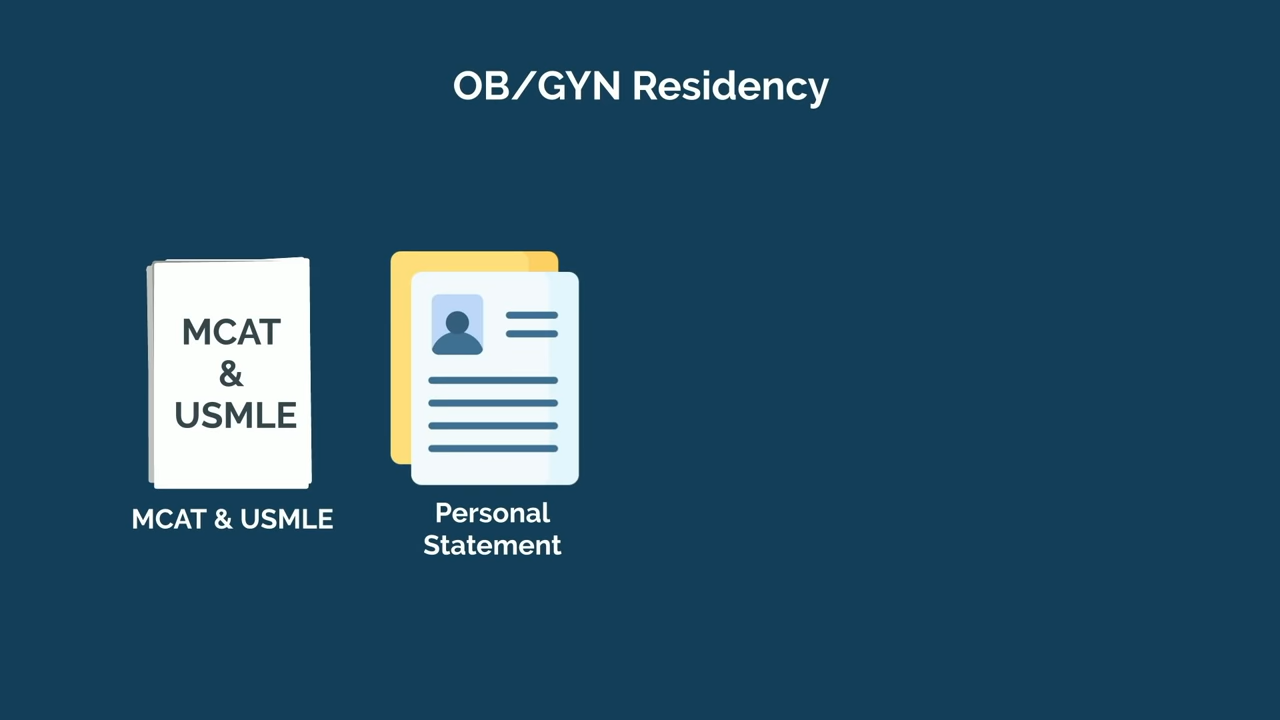 OB/GYN Residency
MCAT
&
USMLE
MCAT & USMLE
Personal
Statement